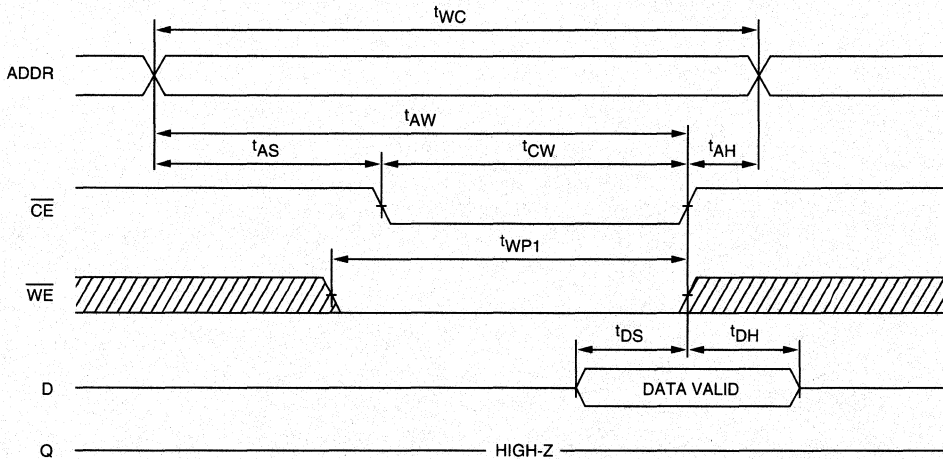 tWC
ADDR
tAW
tAS tCW tAH
CE
tWP1
WE
tDS tDH
D DATA VALID
Q HIGH-Z